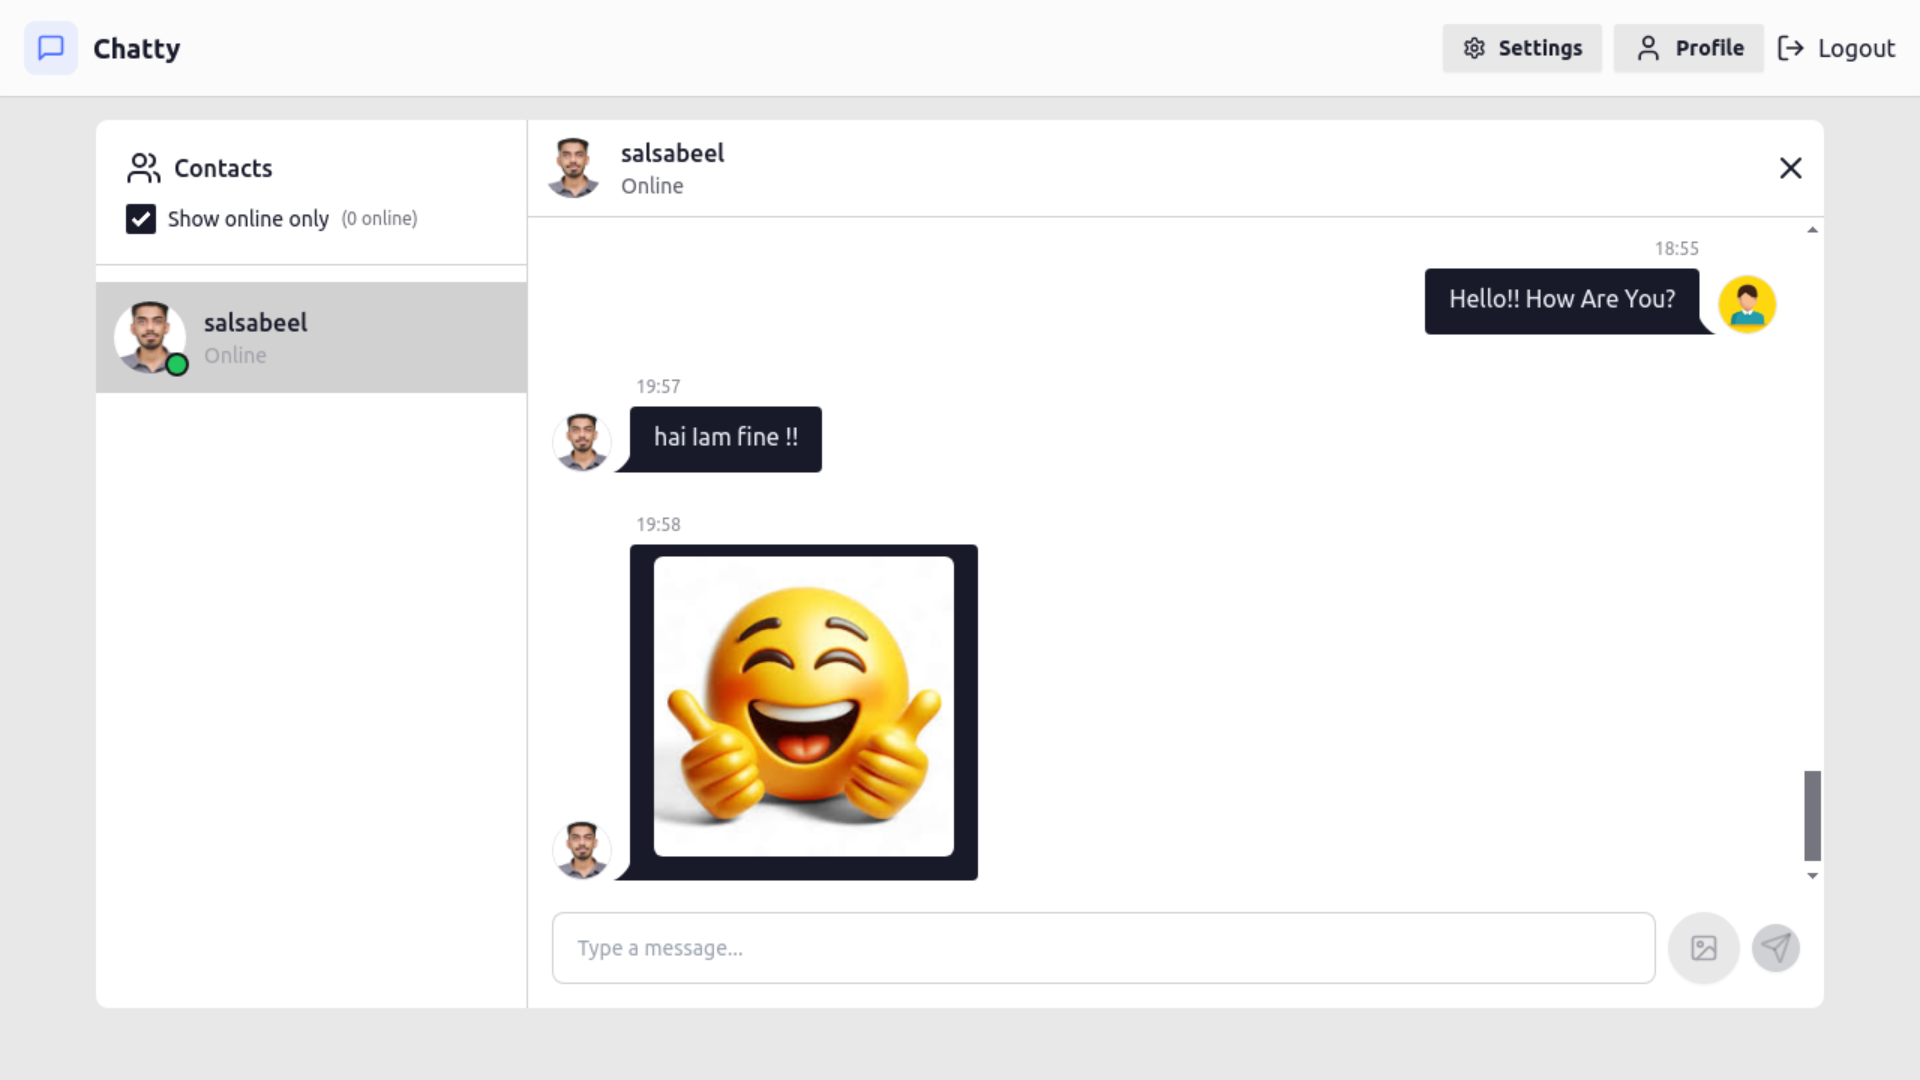 Chatty
Settings
Profile
Logout
Contacts
Show online only (0 online)
salsabeel
Online
salsabeel
Online
18:55
Hello!! How Are You?
19:57
hai Iam fine !!
19:58
Type a message...